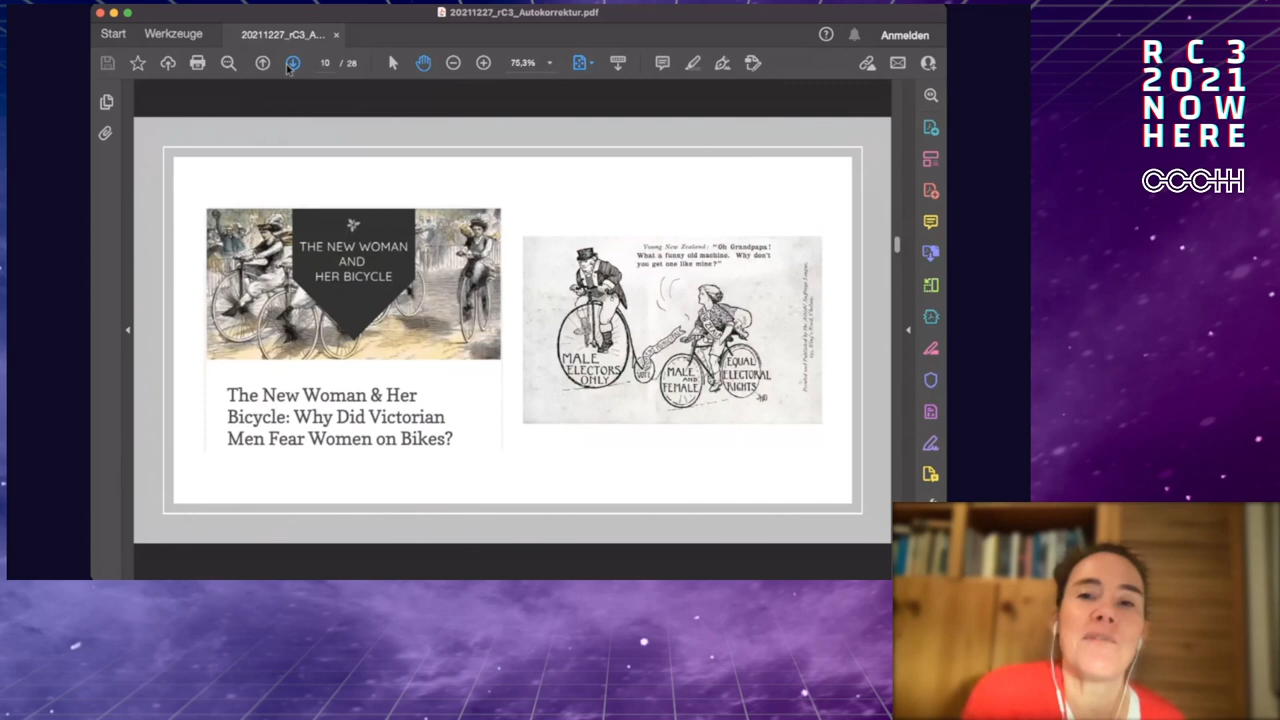 20211227_rC3_Autokorrektur.pdf
Start
Werkzeuge
20211227_rC3_A...
Anmelden
10 / 28
75,3%
R C 3
2021
NOW
HERE
CCCHH
THE NEW WOMAN
AND
HER BICYCLE
The New Woman & Her
Bicycle: Why Did Victorian
Men Fear Women on Bikes?
Young New Zealand: "Oh Grandpapa!
What a funny old machine. Why don't
you get one like mine?"
MALE
ELECTORS
ONLY
MALE
AND
FEMALE
EQUAL
ELECTORAL
RIGHTS